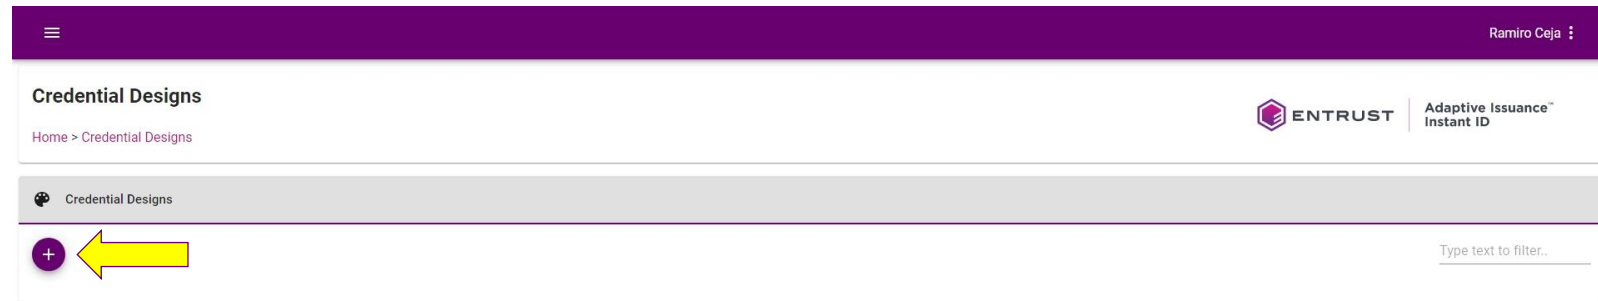 Ramiro Ceja
Credential Designs
Home > Credential Designs
ENTRUST
Adaptive Issuance™
Instant ID
Credential Designs
+
Type text to filter..